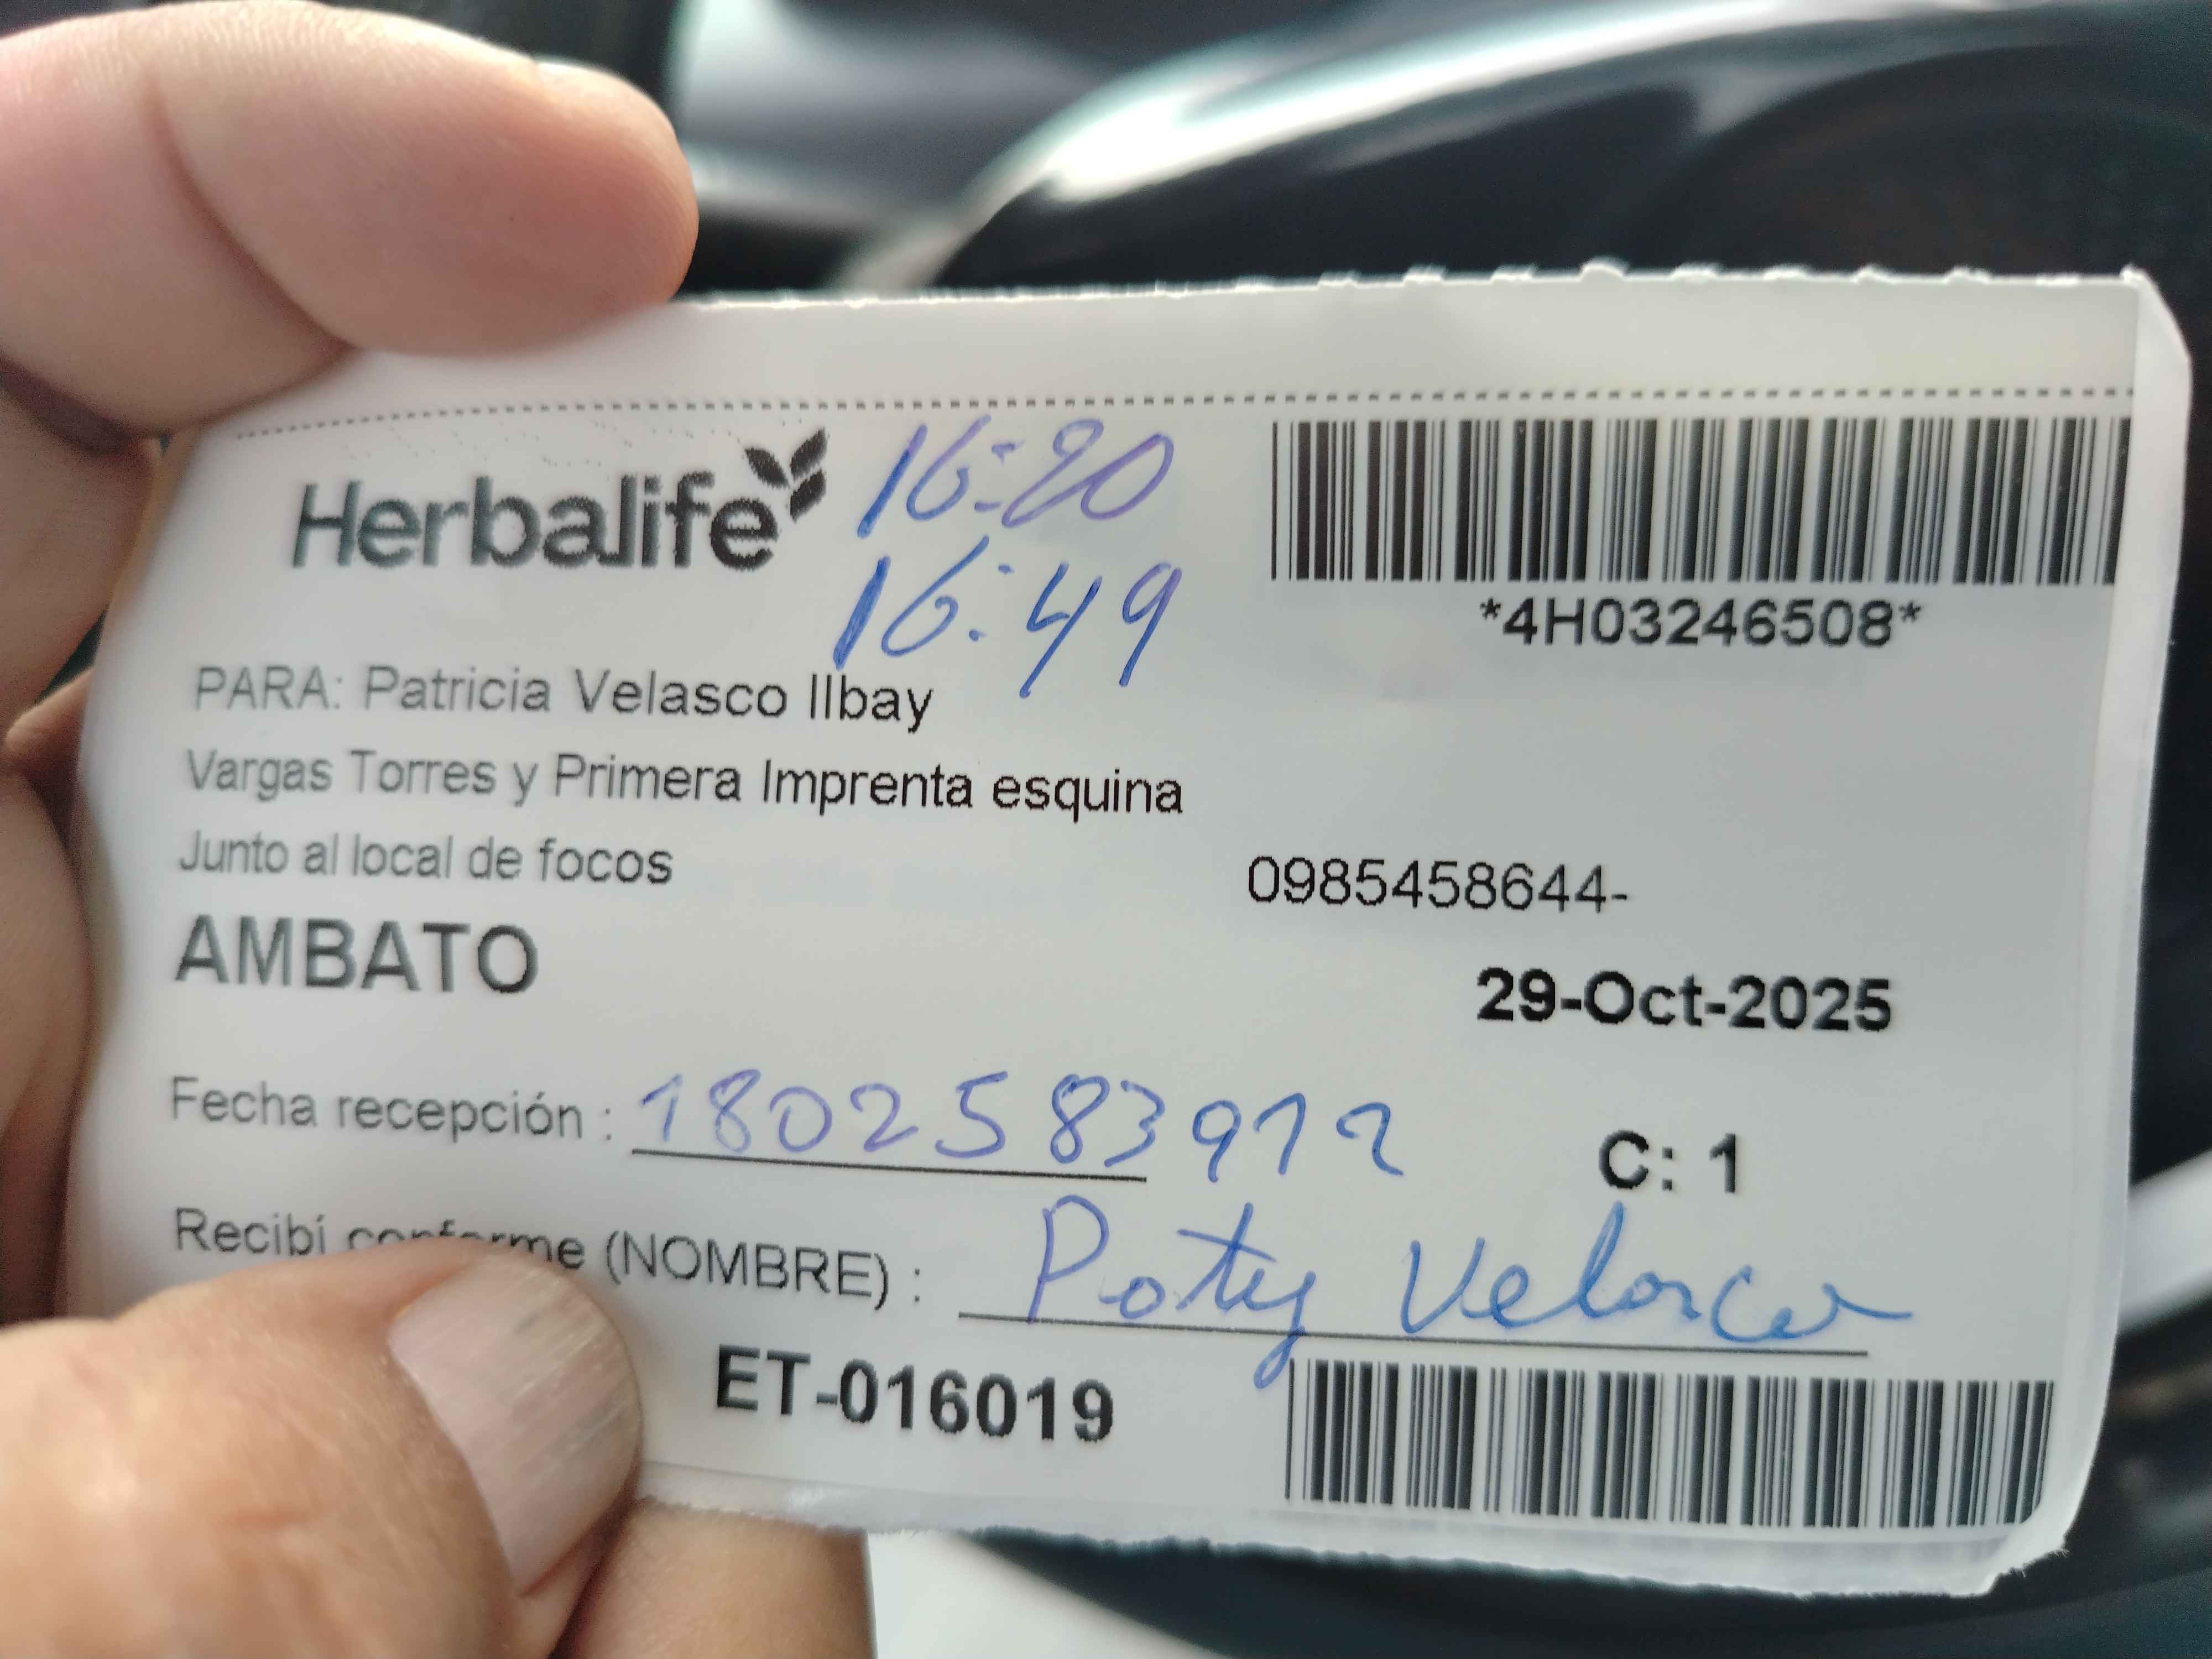 Herbalife 16:20
16:49
*4H03246508*
PARA: Patricia Velasco Ilbay
Vargas Torres y Primera Imprenta esquina
Junto al local de focos
0985458644-
AMBATO
29-Oct-2025
Fecha recepción : 1802583912
C: 1
Recibí conforme (NOMBRE) : Paty Velasco
ET-016019